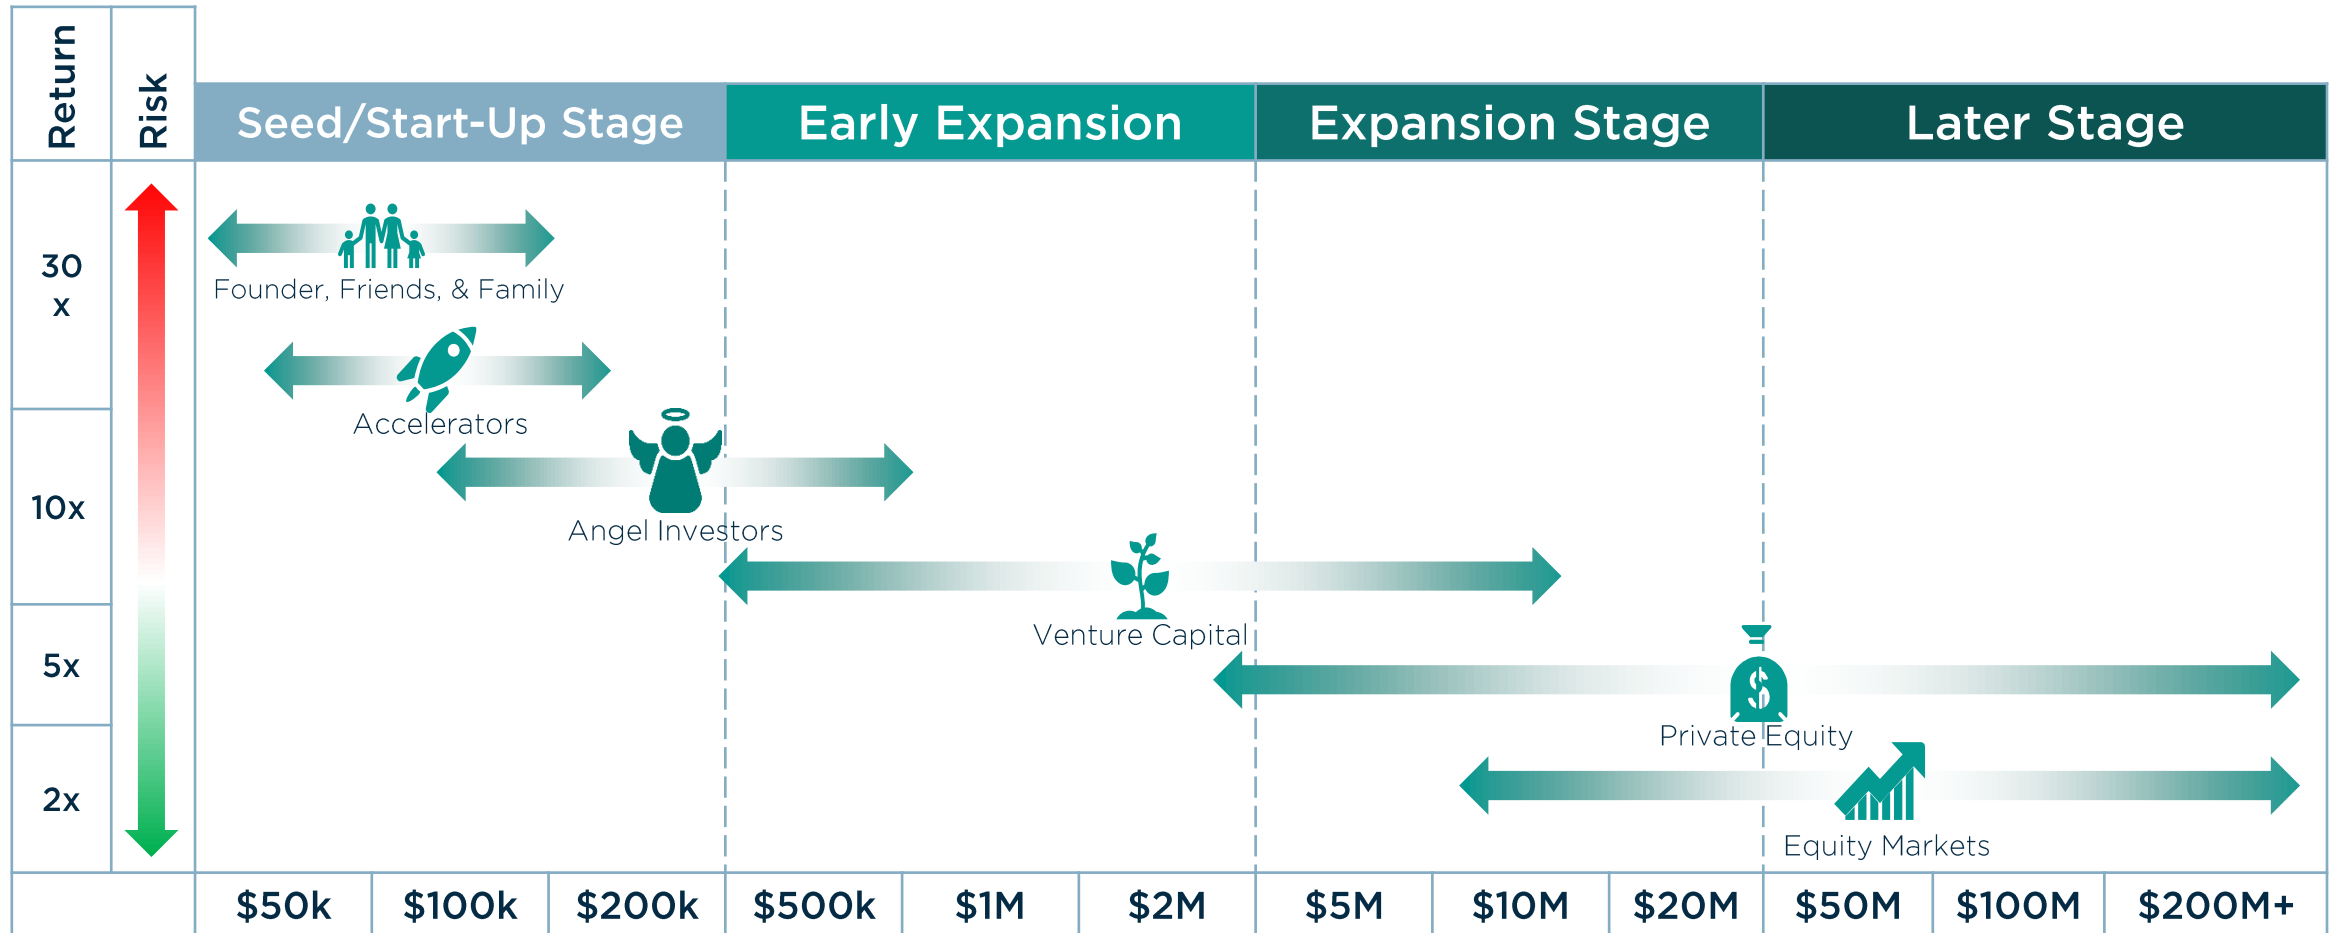 Return
Risk
Seed/Start-Up Stage
Early Expansion
Expansion Stage
Later Stage
30
x
Founder, Friends, & Family
Accelerators
10x
Angel Investors
Venture Capital
5x
$
Private Equity
2x
Equity Markets
$50k
$100k
$200k
$500k
$1M
$2M
$5M
$10M
$20M
$50M
$100M
$200M+